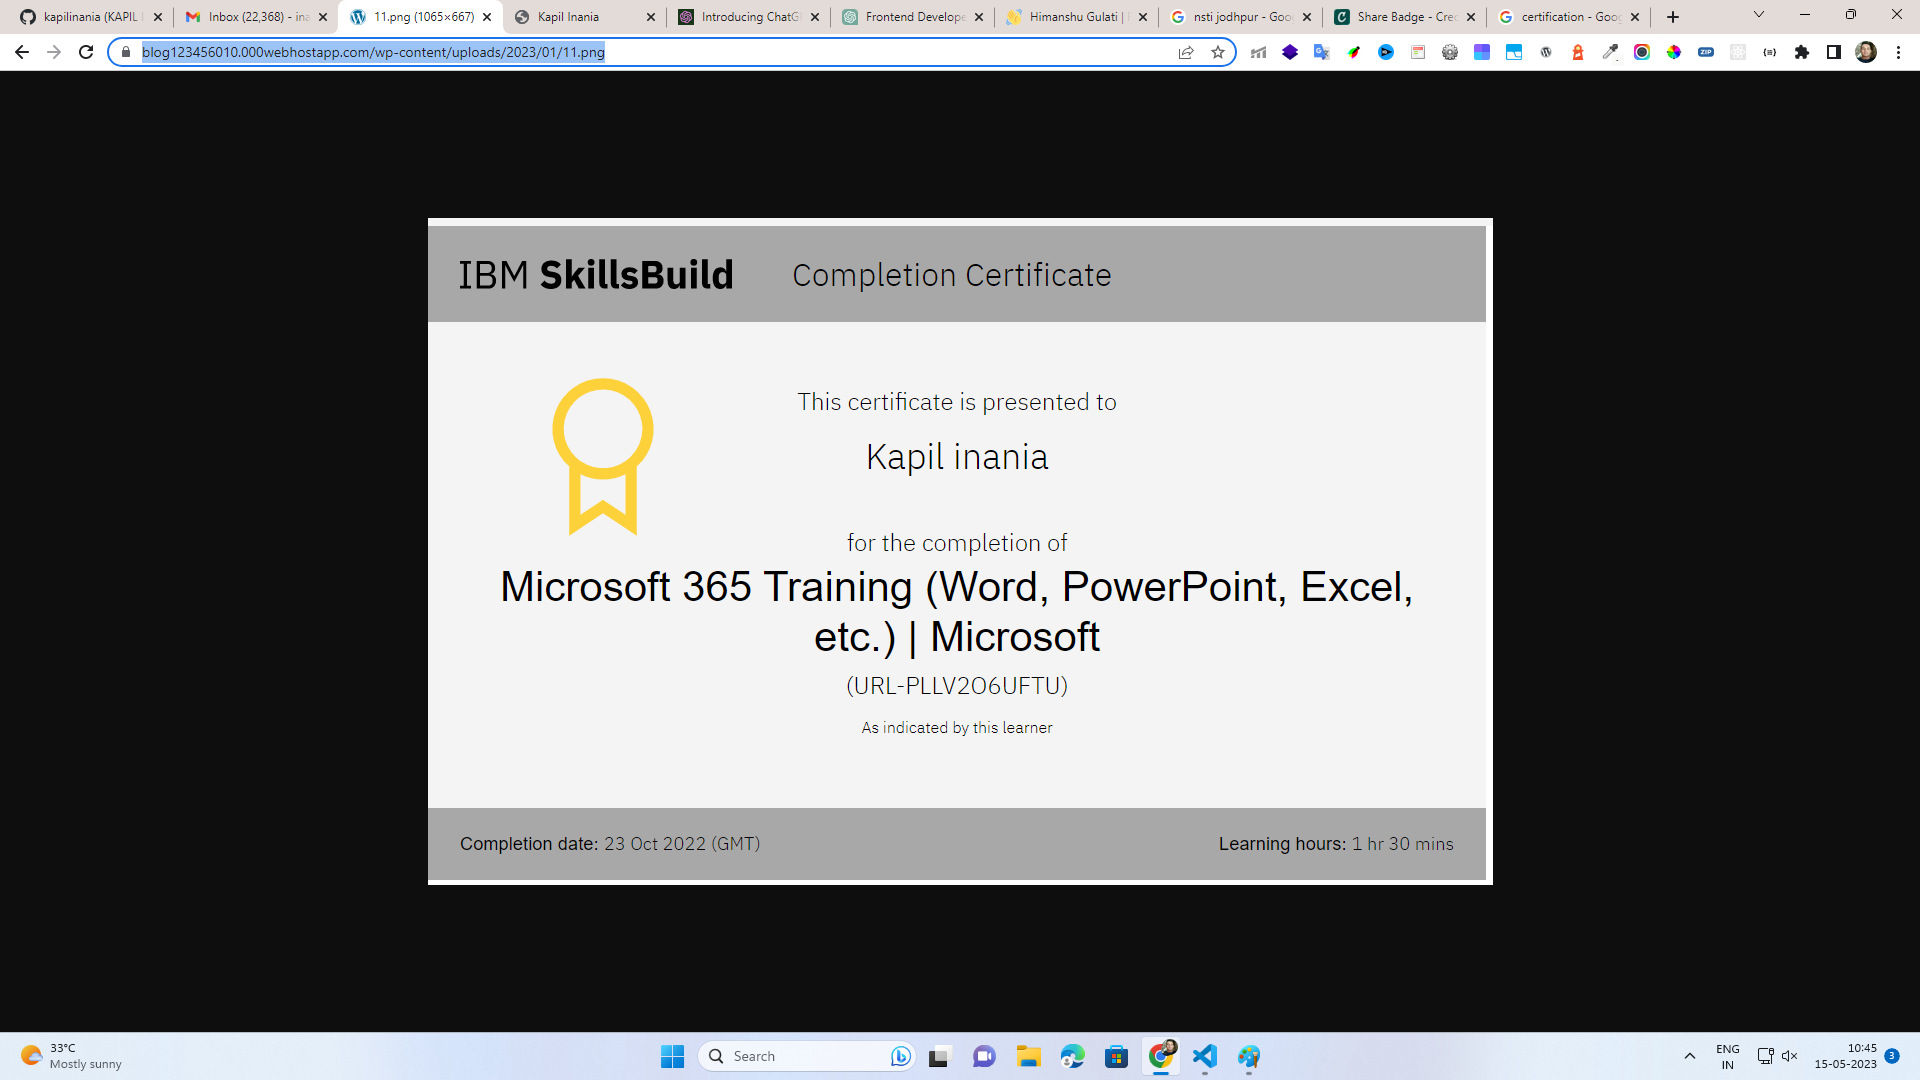 kapilinania (KAPIL
Inbox (22,368) - ina
11.png (1065×667)
Kapil Inania
Introducing ChatG
Frontend Develope
Himanshu Gulati |
nsti jodhpur - Goo
Share Badge - Cred
certification - Goog
blog123456010.000webhostapp.com/wp-content/uploads/2023/01/11.png
ZIP
IBM SkillsBuild
Completion Certificate
This certificate is presented to
Kapil inania
for the completion of
Microsoft 365 Training (Word, PowerPoint, Excel,
etc.) | Microsoft
(URL-PLLV2O6UFTU)
As indicated by this learner
Completion date: 23 Oct 2022 (GMT)
Learning hours: 1 hr 30 mins
33°C
Mostly sunny
Search
ENG
IN
10:45
15-05-2023
3